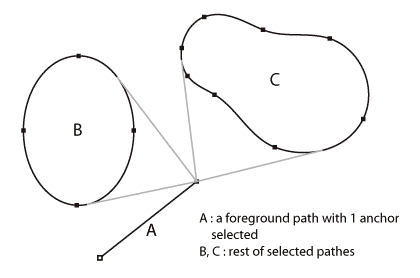 C
B
A
A : a foreground path with 1 anchor
selected
B, C : rest of selected pathes